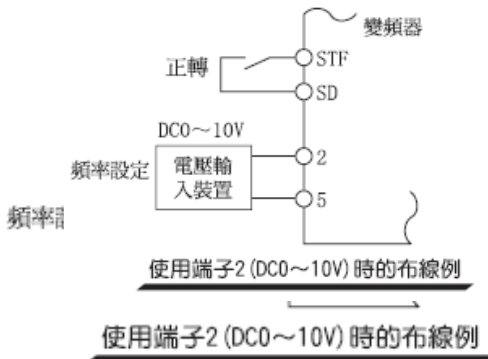 變頻器
STF
正轉
SD
DC0～10V
2
頻率設定
電壓輸
入裝置
5
頻率
使用端子2(DC0～10V)時的布線例
使用端子2(DC0～10V)時的布線例